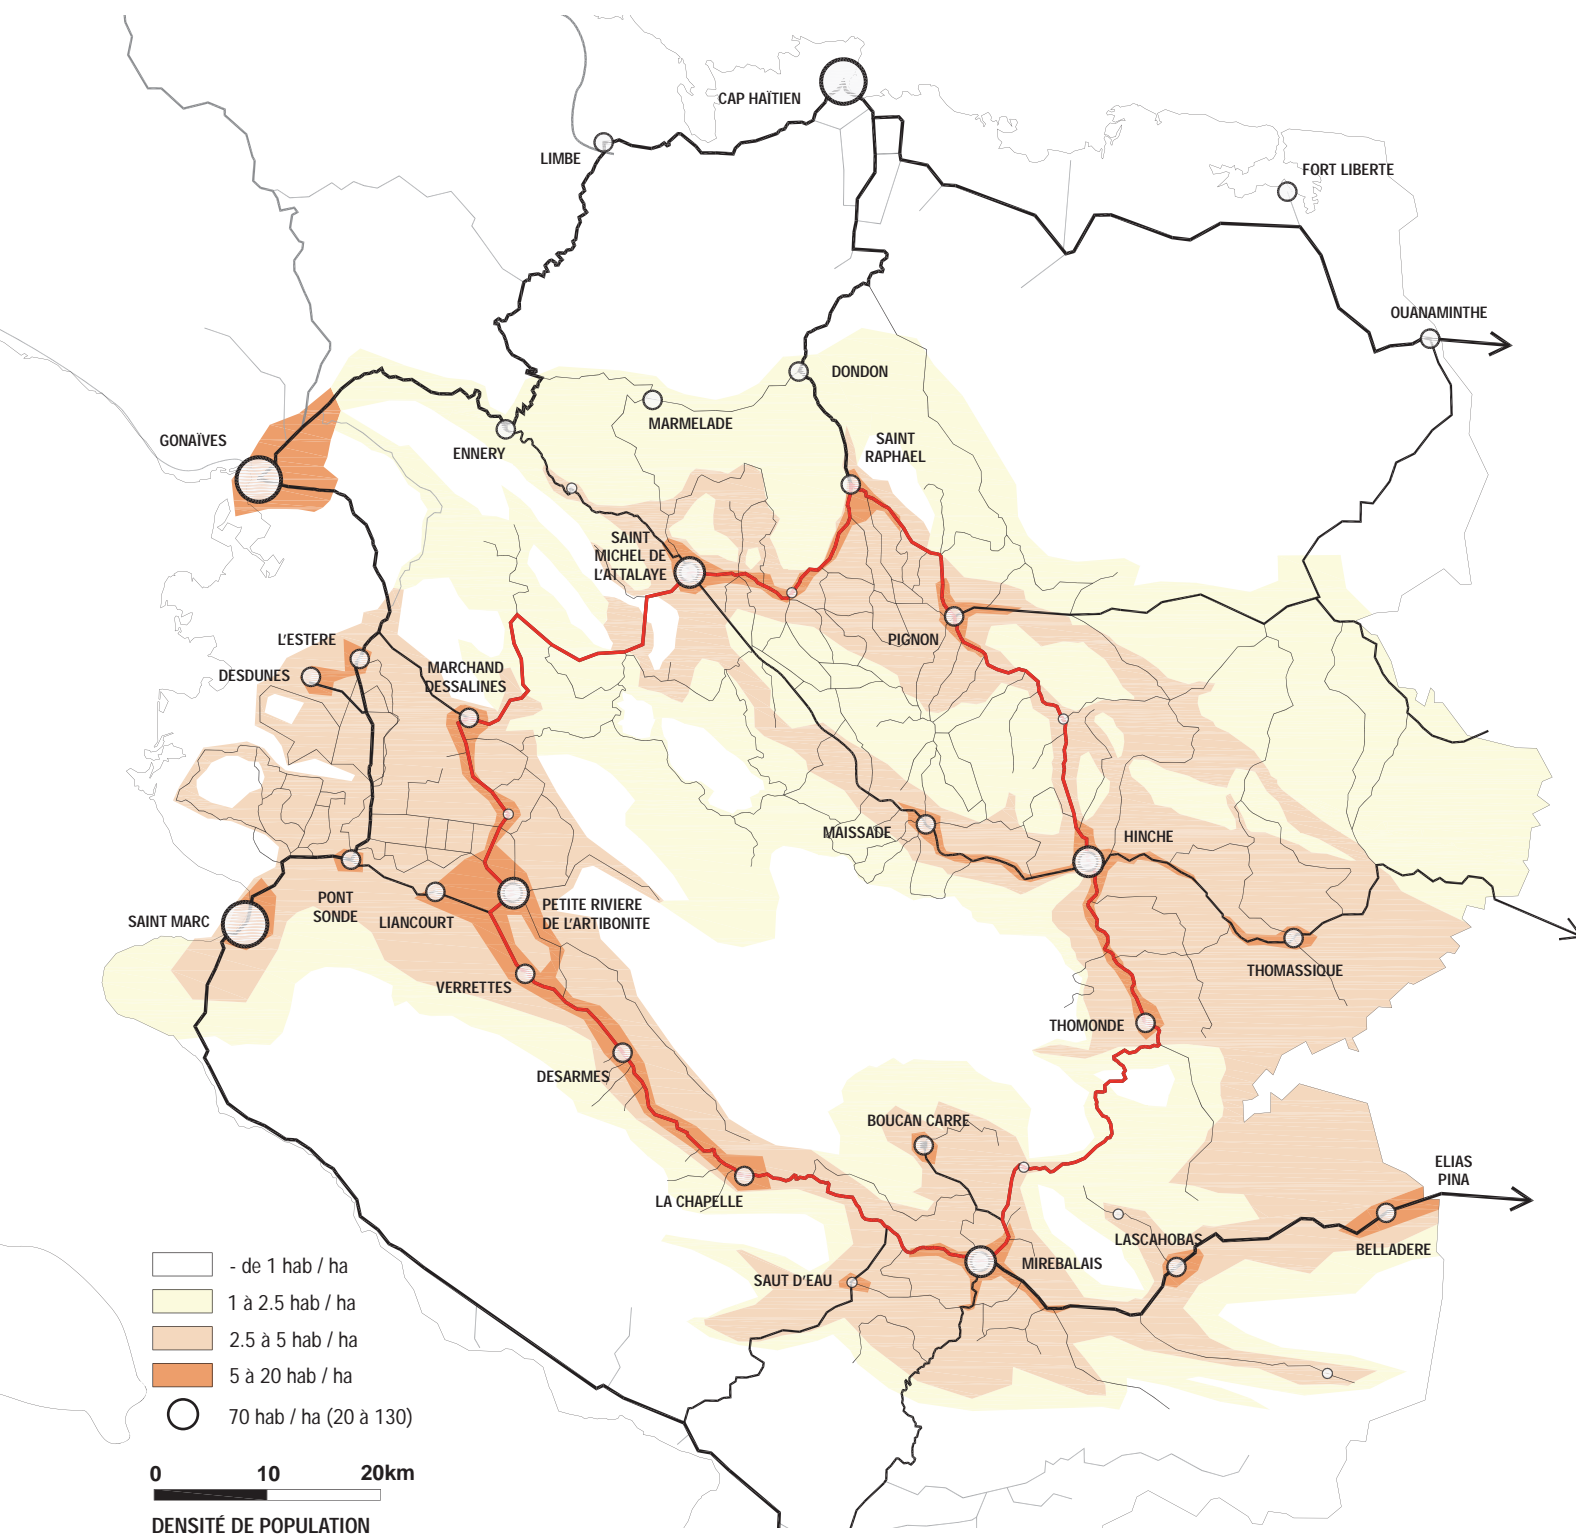 CAP HAÏTIEN
LIMBE
FORT LIBERTE
OUANAMINTHE
DONDON
MARMELADE
GONAÏVES
ENNERY
SAINT
RAPHAEL
SAINT
MICHEL DE
L'ATTALAYE
L'ESTERE
PIGNON
DESDUNES
MARCHAND
DESSALINES
MAISSADE
HINCHE
PONT
SONDE
SAINT MARC
LIANCOURT
PETITE RIVIERE
DE L'ARTIBONITE
THOMASSIQUE
VERRETTES
THOMONDE
DESARMES
BOUCAN CARRE
ELIAS
PINA
LA CHAPELLE
LASCAHOBAS
BELLADERE
MIREBALAIS
SAUT D'EAU
- de 1 hab / ha
1 à 2.5 hab / ha
2.5 à 5 hab / ha
5 à 20 hab / ha
70 hab / ha (20 à 130)
0 10 20km
DENSITÉ DE POPULATION